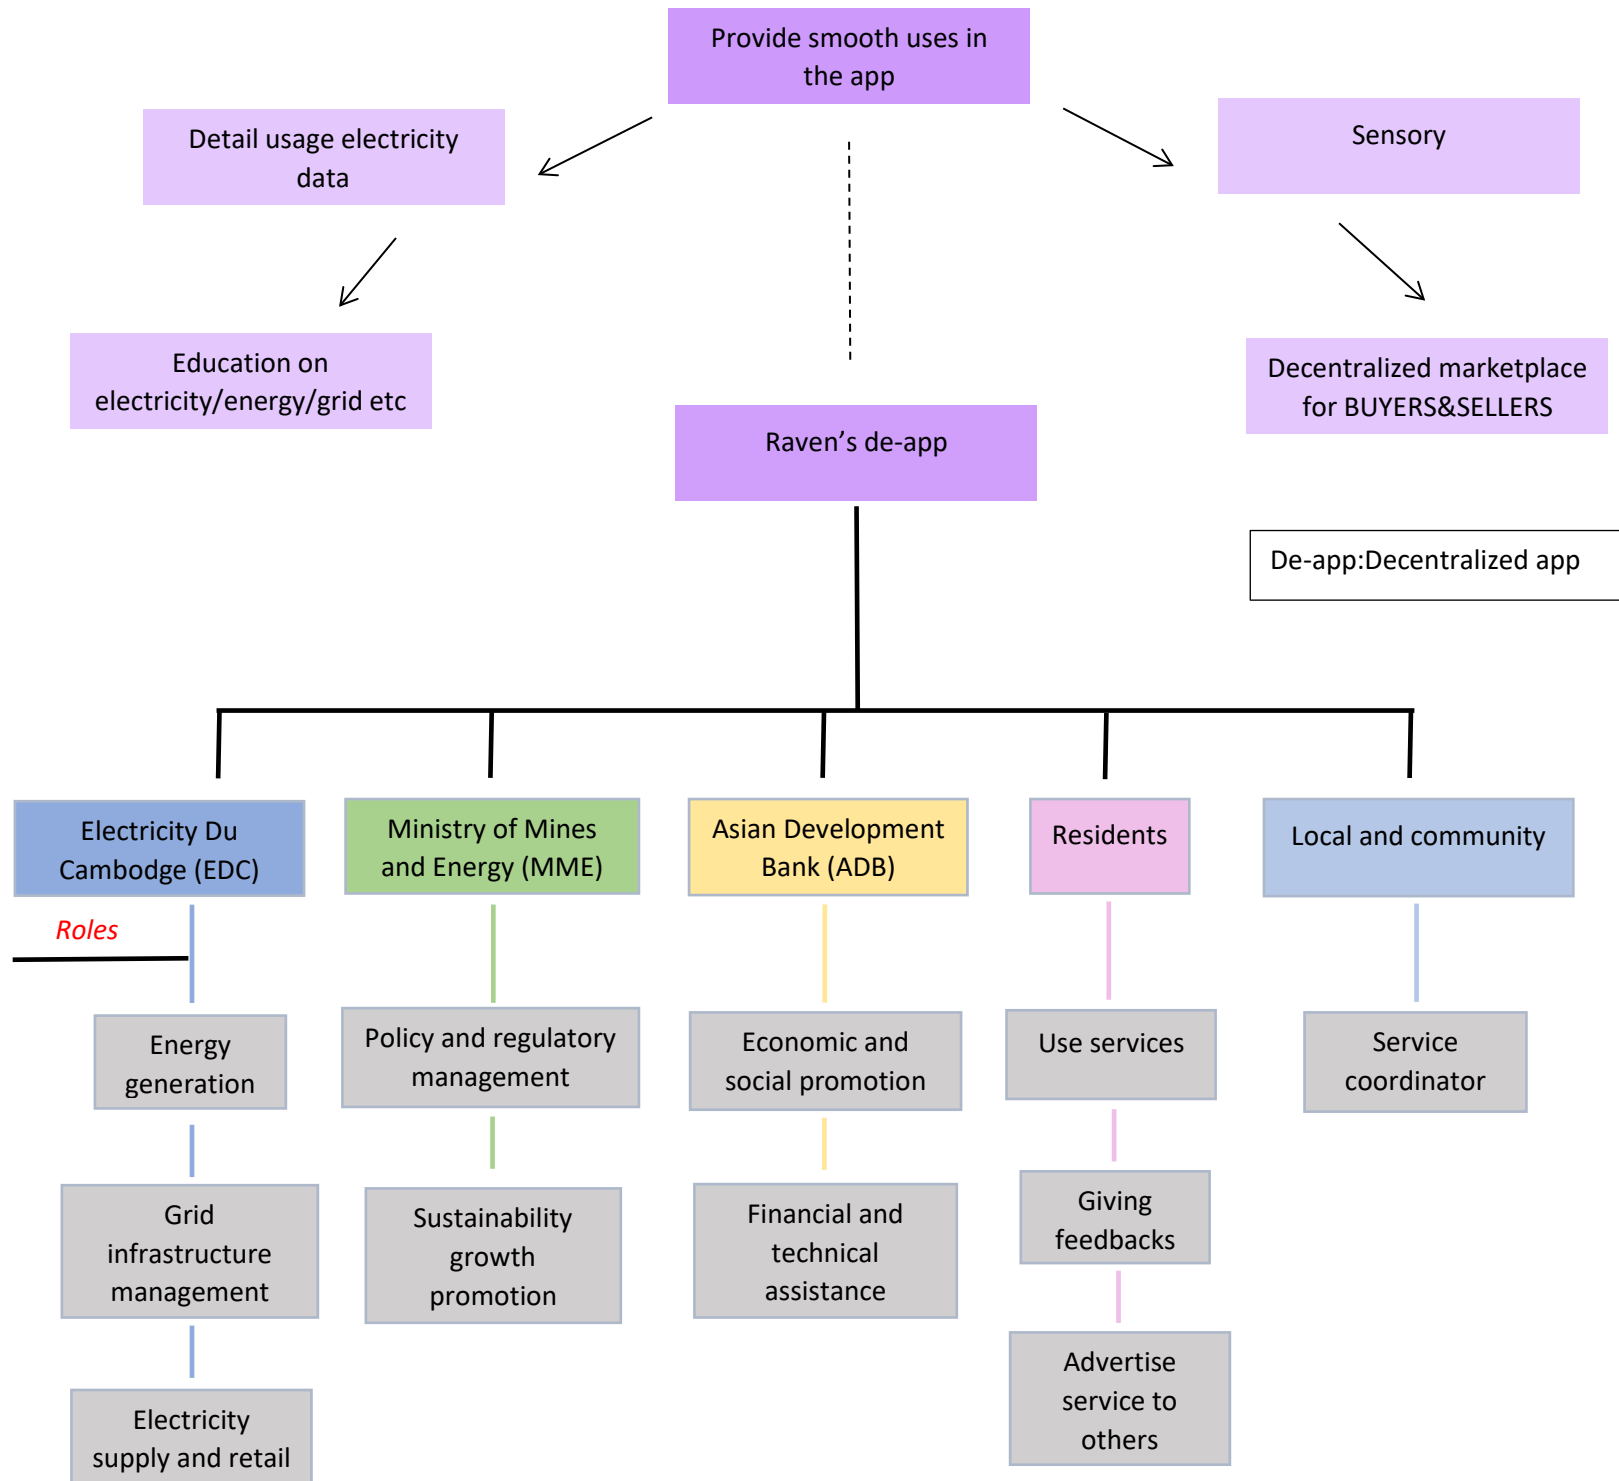 Provide smooth uses in
the app
Detail usage electricity
data
Sensory
Education on
electricity/energy/grid etc
Decentralized marketplace
for BUYERS&SELLERS
Raven’s de-app
De-app:Decentralized app
Electricity Du
Cambodge (EDC)
Ministry of Mines
and Energy (MME)
Asian Development
Bank (ADB)
Residents
Local and community
Roles
Energy
generation
Policy and regulatory
management
Economic and
social promotion
Use services
Service
coordinator
Grid
infrastructure
management
Sustainability
growth
promotion
Financial and
technical
assistance
Giving
feedbacks
Electricity
supply and retail
Advertise
service to
others